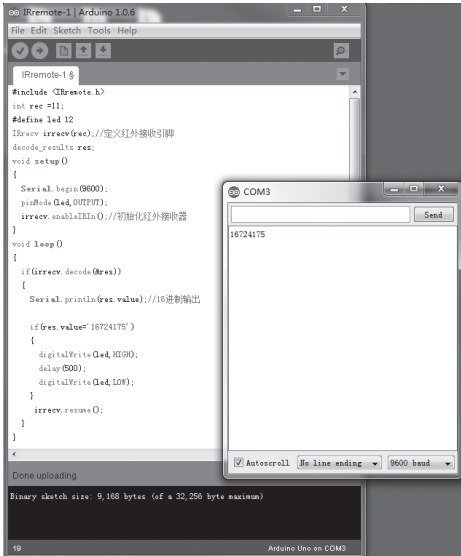 IRremote-1 | Arduino 1.0.6
File Edit Sketch Tools Help
IRremote-1 §
#include <IRremote.h>
int rec =11;
#define led 12
IRrecv irrecv(rec);//定义红外接收引脚
decode_results res;
void setup()
{
Serial.begin(9600);
pinMode(led,OUTPUT);
irrecv.enableIRIn();//初始化红外接收器
}
void loop()
{
if(irrecv.decode(&res))
{
Serial.println(res.value);//16进制输出
if(res.value='16724175')
{
digitalWrite(led,HIGH);
delay(500);
digitalWrite(led,LOW);
}
irrecv.resume();
}
}
Done uploading.
Binary sketch size: 9,168 bytes (of a 32,256 byte maximum)
19
Arduino Uno on COM3
COM3
Send
16724175
Autoscroll
No line ending
9600 baud